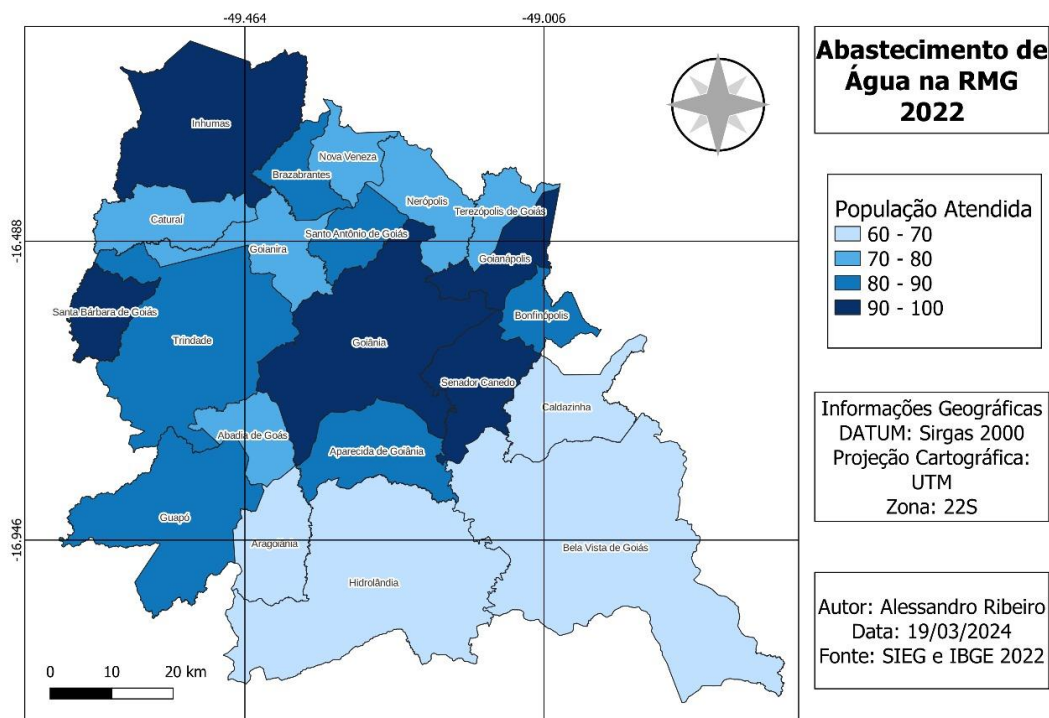 -49.464
-49.006
-16.488
-16.946
Inhumas
Nova Veneza
Brazabrantes
Nerópolis
Terezópolis de Goiás
Caturaí
Santo Antônio de Goiás
Goianira
Goianápolis
Santa Bárbara de Goiás
Bonfinópolis
Trindade
Goiânia
Senador Canedo
Caldazinha
Abadia de Goiás
Aparecida de Goiânia
Guapó
Aragoiânia
Bela Vista de Goiás
Hidrolândia
0 10 20 km
Abastecimento de
Água na RMG
2022
População Atendida
60 - 70
70 - 80
80 - 90
90 - 100
Informações Geográficas
DATUM: Sirgas 2000
Projeção Cartográfica:
UTM
Zona: 22S
Autor: Alessandro Ribeiro
Data: 19/03/2024
Fonte: SIEG e IBGE 2022